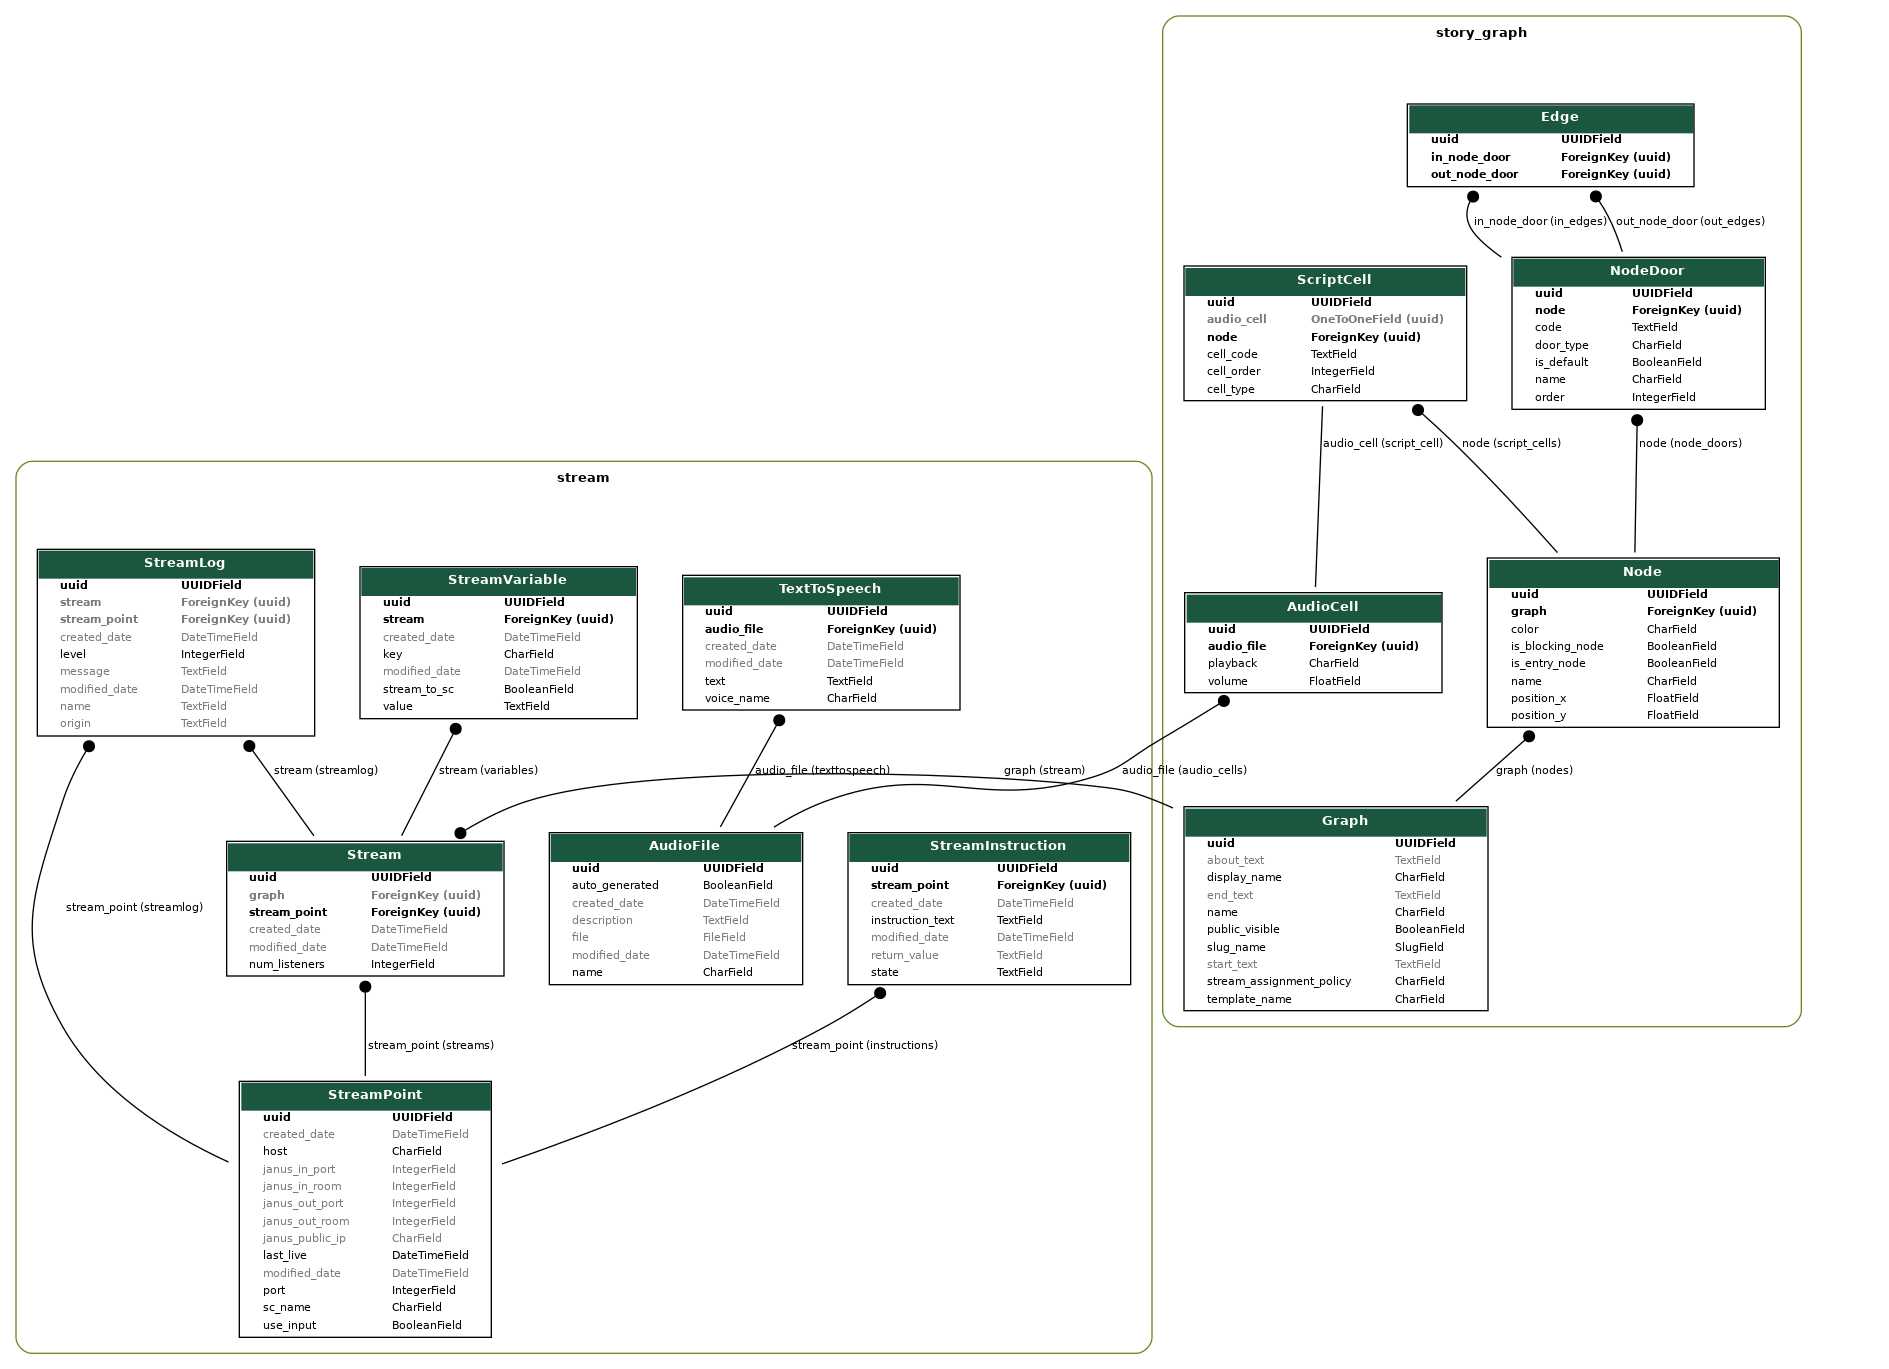 story_graph
Edge
uuid UUIDField
in_node_door ForeignKey (uuid)
out_node_door ForeignKey (uuid)
in_node_door (in_edges) out_node_door (out_edges)
ScriptCell
uuid UUIDField
audio_cell OneToOneField (uuid)
node ForeignKey (uuid)
cell_code TextField
cell_order IntegerField
cell_type CharField
NodeDoor
uuid UUIDField
node ForeignKey (uuid)
code TextField
door_type CharField
is_default BooleanField
name CharField
order IntegerField
audio_cell (script_cell) node (script_cells) node (node_doors)
AudioCell
uuid UUIDField
audio_file ForeignKey (uuid)
playback CharField
volume FloatField
Node
uuid UUIDField
graph ForeignKey (uuid)
color CharField
is_blocking_node BooleanField
is_entry_node BooleanField
name CharField
position_x FloatField
position_y FloatField
stream
StreamLog
uuid UUIDField
stream ForeignKey (uuid)
stream_point ForeignKey (uuid)
created_date DateTimeField
level IntegerField
message TextField
modified_date DateTimeField
name TextField
origin TextField
StreamVariable
uuid UUIDField
stream ForeignKey (uuid)
created_date DateTimeField
key CharField
modified_date DateTimeField
stream_to_sc BooleanField
value TextField
TextToSpeech
uuid UUIDField
audio_file ForeignKey (uuid)
created_date DateTimeField
modified_date DateTimeField
text TextField
voice_name CharField
stream (streamlog) stream (variables) audio_file (texttospeech) graph (stream) audio_file (audio_cells) graph (nodes)
Stream
uuid UUIDField
graph ForeignKey (uuid)
stream_point ForeignKey (uuid)
created_date DateTimeField
modified_date DateTimeField
num_listeners IntegerField
AudioFile
uuid UUIDField
auto_generated BooleanField
created_date DateTimeField
description TextField
file FileField
modified_date DateTimeField
name CharField
StreamInstruction
uuid UUIDField
stream_point ForeignKey (uuid)
created_date DateTimeField
instruction_text TextField
modified_date DateTimeField
return_value TextField
state TextField
Graph
uuid UUIDField
about_text TextField
display_name CharField
end_text TextField
name CharField
public_visible BooleanField
slug_name SlugField
start_text TextField
stream_assignment_policy CharField
template_name CharField
stream_point (streamlog)
stream_point (streams) stream_point (instructions)
StreamPoint
uuid UUIDField
created_date DateTimeField
host CharField
janus_in_port IntegerField
janus_in_room IntegerField
janus_out_port IntegerField
janus_out_room IntegerField
janus_public_ip CharField
last_live DateTimeField
modified_date DateTimeField
port IntegerField
sc_name CharField
use_input BooleanField